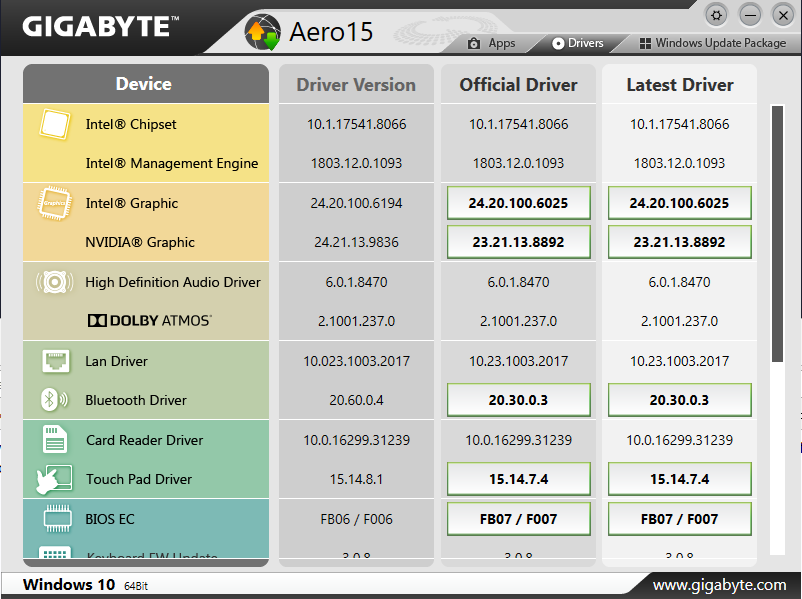 GIGABYTE™ Aero15
Apps Drivers Windows Update Package
Device Driver Version Official Driver Latest Driver
Intel® Chipset 10.1.17541.8066 10.1.17541.8066 10.1.17541.8066
Intel® Management Engine 1803.12.0.1093 1803.12.0.1093 1803.12.0.1093
Graphics Intel® Graphic 24.20.100.6194 24.20.100.6025 24.20.100.6025
NVIDIA® Graphic 24.21.13.9836 23.21.13.8892 23.21.13.8892
High Definition Audio Driver 6.0.1.8470 6.0.1.8470 6.0.1.8470
DOLBY ATMOS® 2.1001.237.0 2.1001.237.0 2.1001.237.0
Lan Driver 10.023.1003.2017 10.23.1003.2017 10.23.1003.2017
Bluetooth Driver 20.60.0.4 20.30.0.3 20.30.0.3
Card Reader Driver 10.0.16299.31239 10.0.16299.31239 10.0.16299.31239
Touch Pad Driver 15.14.8.1 15.14.7.4 15.14.7.4
BIOS EC FB06 / F006 FB07 / F007 FB07 / F007
Keyboard FW Update 3.0.8 3.0.8 3.0.8
Windows 10 64Bit www.gigabyte.com